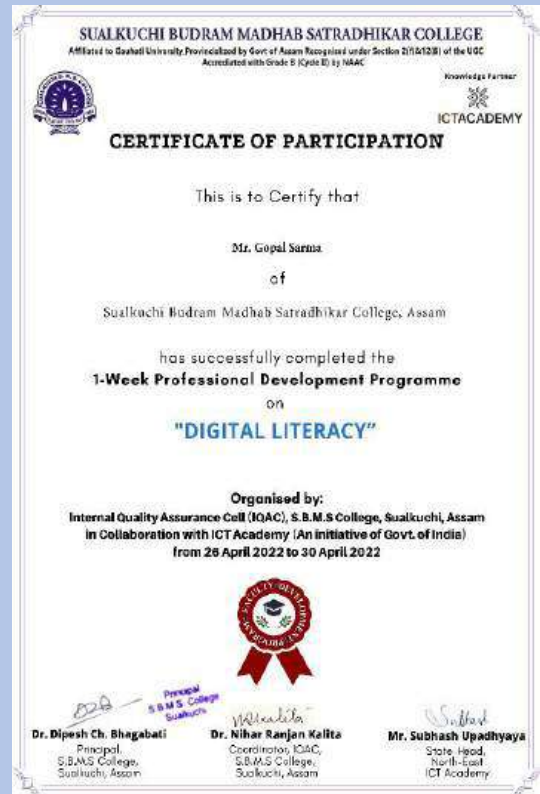 SUALKUCHI BUDRAM MADHAB SATRADHIKAR COLLEGE
Affiliated to Gauhati University, Provincialized by Govt of Assam Recognised under Section 2(f)&12(B) of the UGC
Accredited with Grade B (Cycle II) by NAAC
Knowledge Partner
ICTACADEMY
CERTIFICATE OF PARTICIPATION
This is to Certify that
Mr. Gopal Sarma
of
Sualkuchi Budram Madhab Satradhikar College, Assam
has successfully completed the
1-Week Professional Development Programme
on
"DIGITAL LITERACY"
Organised by:
Internal Quality Assurance Cell (IQAC), S.B.M.S College, Sualkuchi, Assam
in Collaboration with ICT Academy (An initiative of Govt. of India)
from 26 April 2022 to 30 April 2022
FACULTY DEVELOPMENT PROGRAM
Principal
S.B.M.S. College
Sualkuchi
Dr. Dipesh Ch. Bhagabati
Principal,
S.B.M.S College,
Sualkuchi, Assam
Dr. Nihar Ranjan Kalita
Coordinator, IQAC,
S.B.M.S College,
Sualkuchi, Assam
Mr. Subhash Upadhyaya
State Head,
North-East
ICT Academy